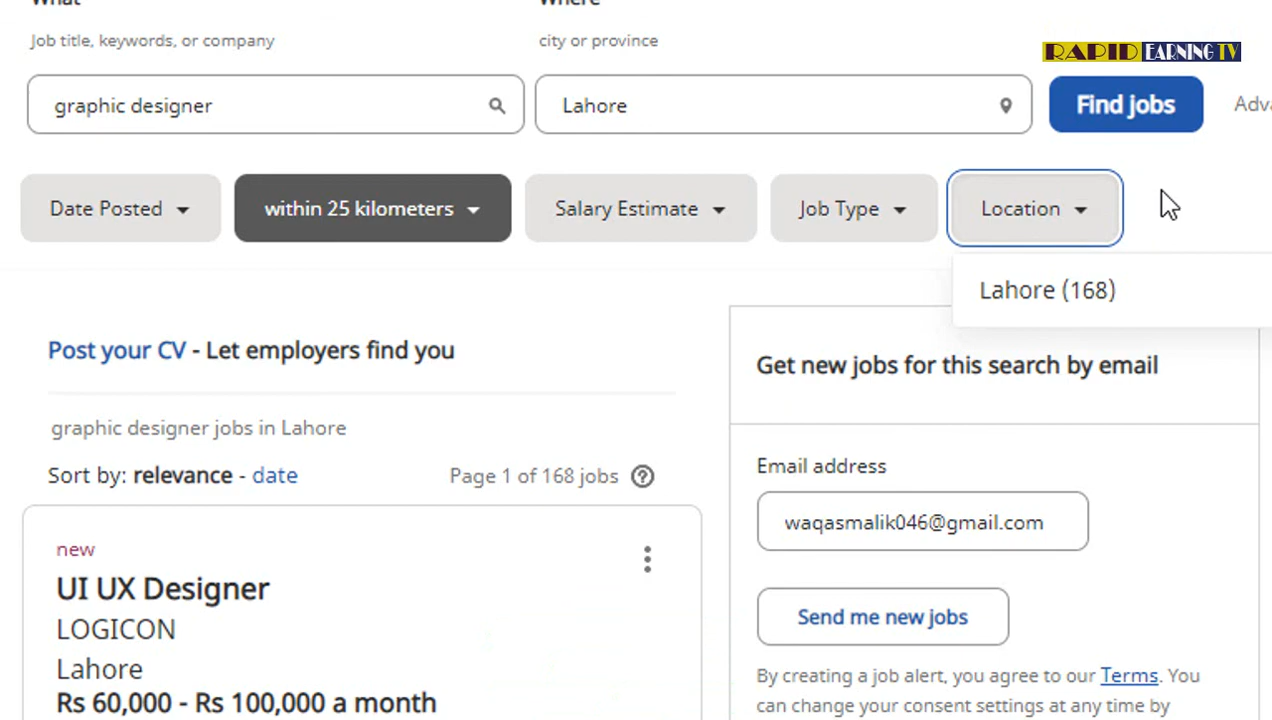 What
Where
Job title, keywords, or company
city or province
RAPID EARNING TV
graphic designer
Lahore
Find jobs
Date Posted
within 25 kilometers
Salary Estimate
Job Type
Location
Lahore (168)
Post your CV - Let employers find you
graphic designer jobs in Lahore
Sort by: relevance - date
Page 1 of 168 jobs
new
UI UX Designer
LOGICON
Lahore
Rs 60,000 - Rs 100,000 a month
Get new jobs for this search by email
Email address
waqasmalik046@gmail.com
Send me new jobs
By creating a job alert, you agree to our Terms. You
can change your consent settings at any time by